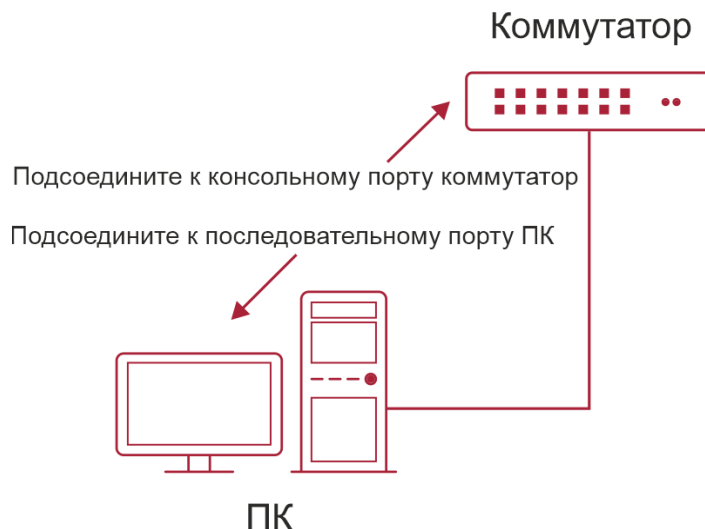 Коммутатор
Подсоедините к консольному порту коммутатор
Подсоедините к последовательному порту ПК
ПК